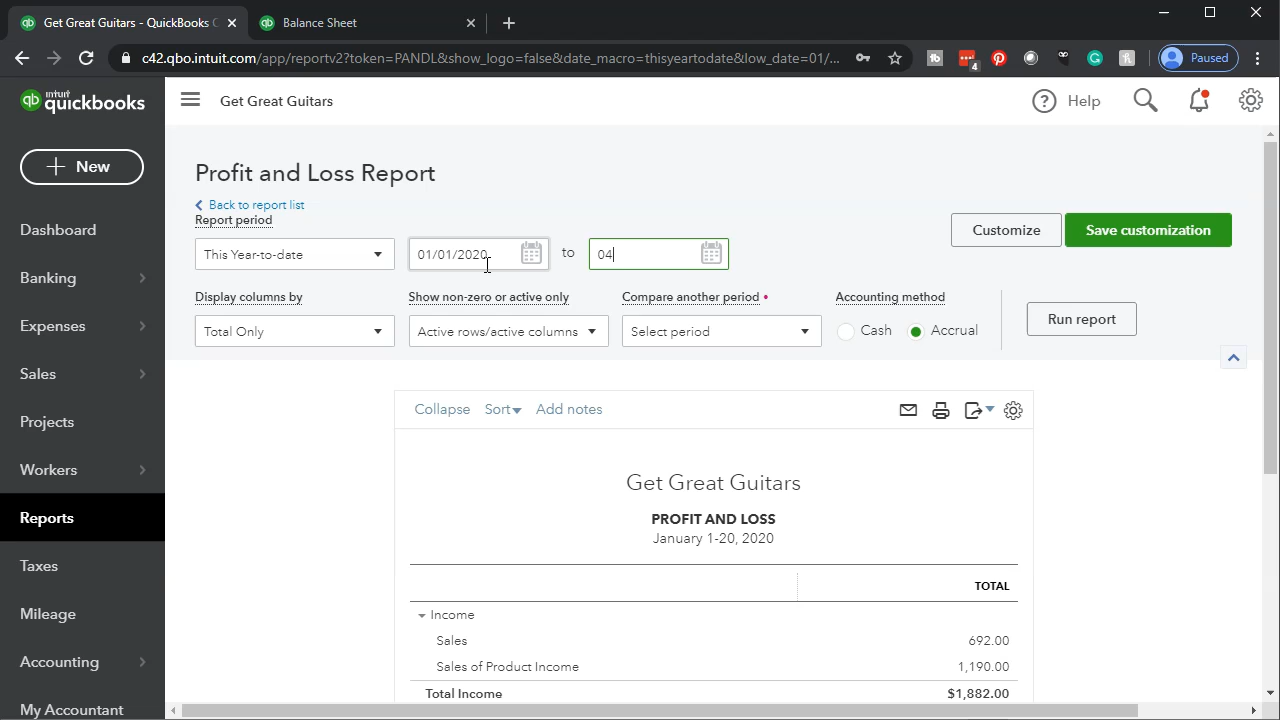 Get Great Guitars - QuickBooks
Balance Sheet
c42.qbo.intuit.com/app/reportv2?token=PANDL&show_logo=false&date_macro=thisyeartodate&low_date=01/...
4
Paused
intuit
quickbooks
Get Great Guitars
Help
New
Profit and Loss Report
Back to report list
Report period
This Year-to-date
01/01/2020
to
04
Customize
Save customization
Display columns by
Show non-zero or active only
Compare another period
Accounting method
Total Only
Active rows/active columns
Select period
Cash
Accrual
Run report
Dashboard
Banking
Expenses
Sales
Projects
Workers
Reports
Taxes
Mileage
Accounting
My Accountant
Collapse
Sort
Add notes
Get Great Guitars
PROFIT AND LOSS
January 1-20, 2020
TOTAL
Income
Sales 692.00
Sales of Product Income 1,190.00
Total Income $1,882.00